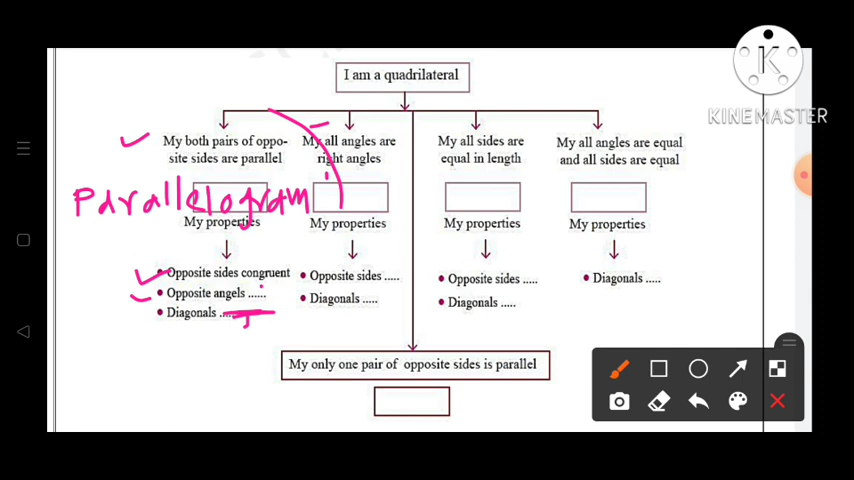 I am a quadrilateral
K
KINEMASTER
My both pairs of oppo-
site sides are parallel
My all angles are
right angles
My all sides are
equal in length
My all angles are equal
and all sides are equal
Parallelogram
My properties
My properties
My properties
My properties
Opposite sides congruent
Opposite angels ......
Diagonals .....
Opposite sides .....
Diagonals .....
Opposite sides .....
Diagonals .....
Diagonals .....
My only one pair of opposite sides is parallel